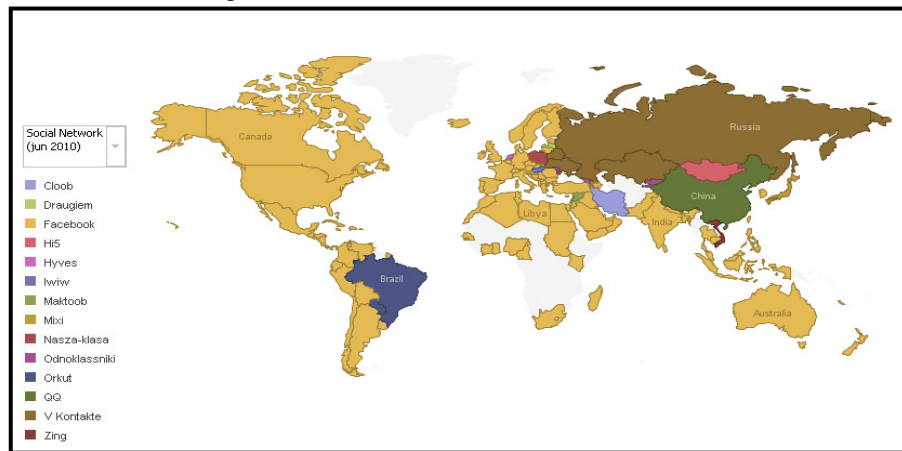 Canada
Russia
Social Network
(jun 2010)
China
Cloob
Libya
India
Draugiem
Facebook
Hi5
Brazil
Hyves
Iwiw
Maktoob
Australia
Mixi
Nasza-klasa
Odnoklassniki
Orkut
QQ
V Kontakte
Zing